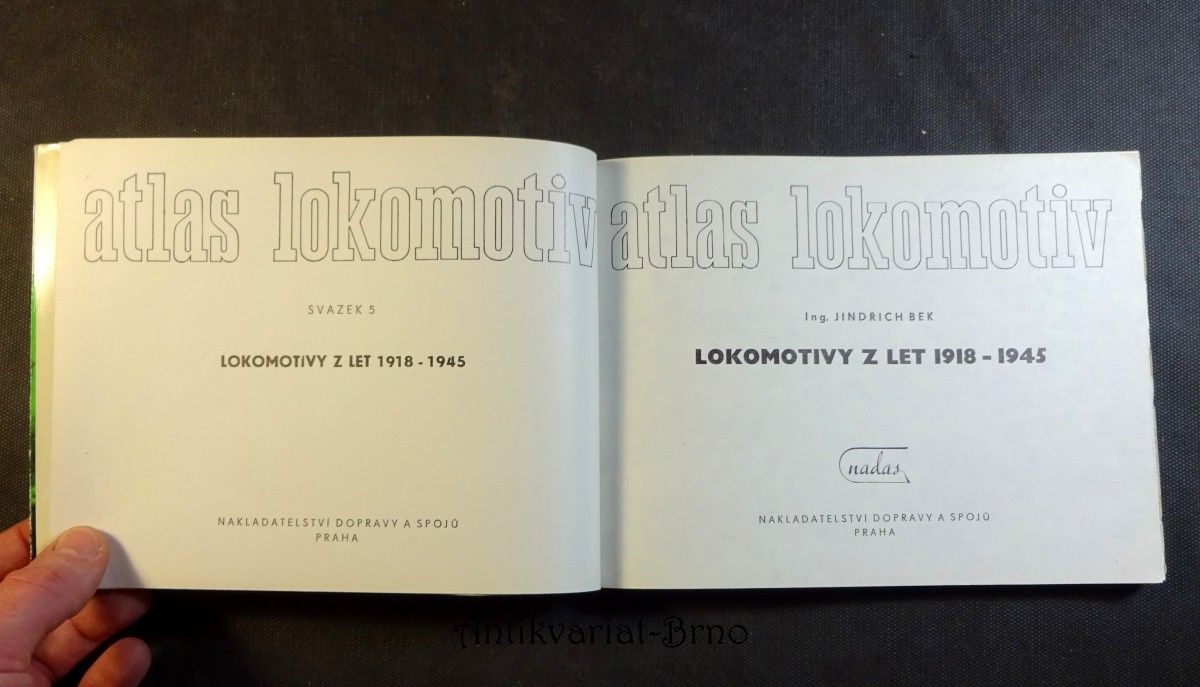 atlas lokomotiv
SVAZEK 5
LOKOMOTIVY Z LET 1918 - 1945
NAKLADATELSTVÍ DOPRAVY A SPOJŮ
PRAHA
atlas lokomotiv
Ing. JINDŘICH BEK
LOKOMOTIVY Z LET 1918 - 1945
nadas
NAKLADATELSTVÍ DOPRAVY A SPOJŮ
PRAHA
Antikvariat-Brno